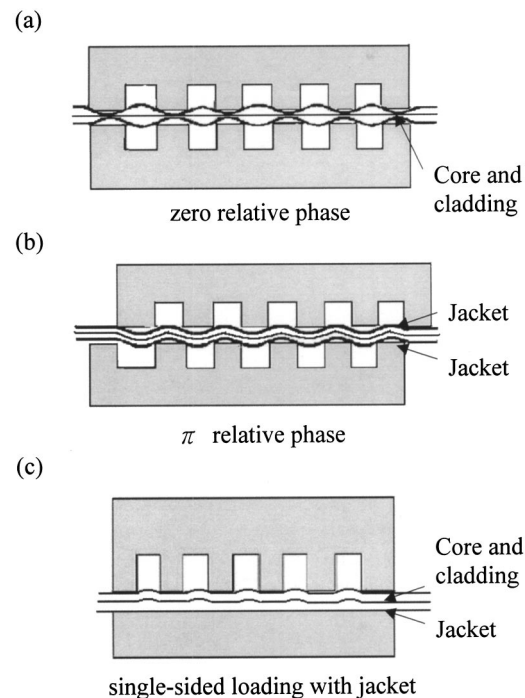 (a)
Core and
cladding
zero relative phase
(b)
Jacket
Jacket
π relative phase
(c)
Core and
cladding
Jacket
single-sided loading with jacket